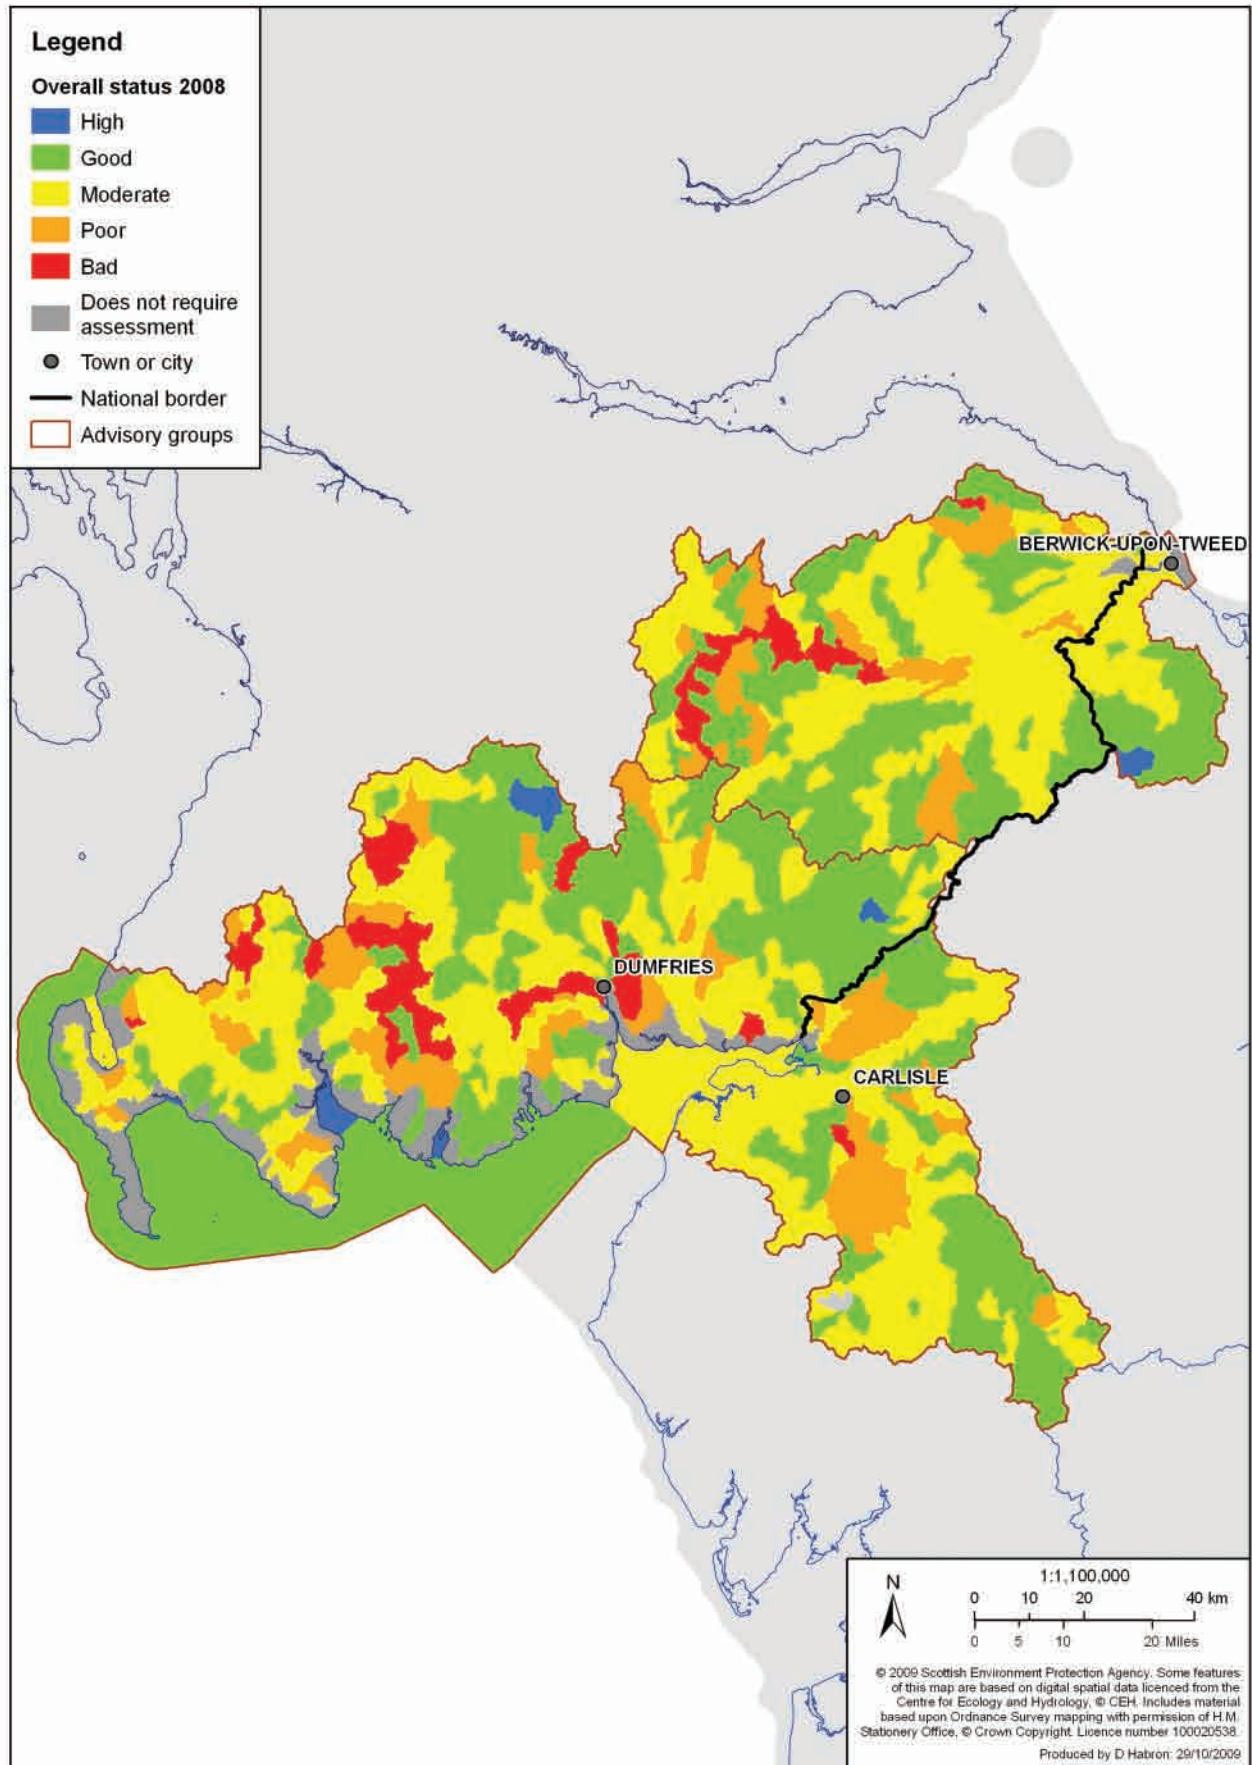 Legend
Overall status 2008
High
Good
Moderate
Poor
Bad
Does not require
assessment
Town or city
National border
Advisory groups
BERWICK-UPON-TWEED
DUMFRIES
CARLISLE
N
1:1,100,000
0 10 20 40 km
0 5 10 20 Miles
© 2009 Scottish Environment Protection Agency. Some features
of this map are based on digital spatial data licenced from the
Centre for Ecology and Hydrology, © CEH. Includes material
based upon Ordnance Survey mapping with permission of H.M.
Stationery Office, © Crown Copyright. Licence number 100020538.
Produced by D Habron: 29/10/2009